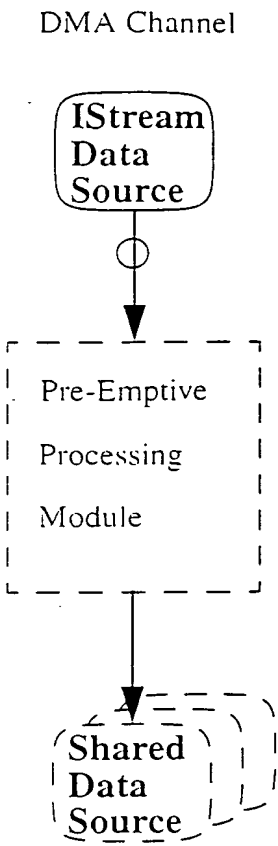 DMA Channel
IStream
Data
Source
Pre-Emptive
Processing
Module
Shared
Data
Source